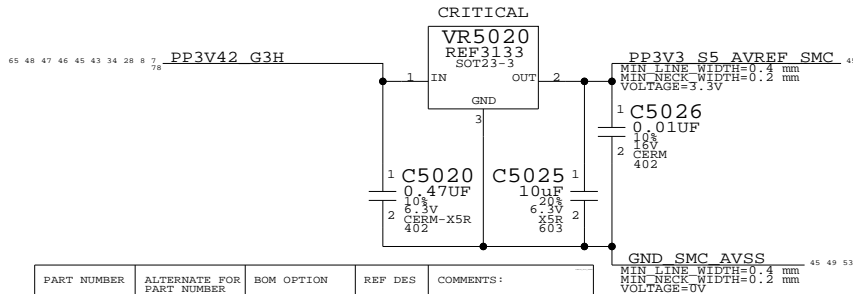 CRITICAL
VR5020
REF3133
SOT23-3
1 IN OUT 2
GND
3
65 48 47 46 45 43 34 28 8 7
78
PP3V42_G3H
PP3V3_S5_AVREF_SMC
MIN_LINE_WIDTH=0.4 mm
MIN_NECK_WIDTH=0.2 mm
VOLTAGE=3.3V
1 C5026
0.01UF
10%
16V
2 CERM
402
1 C5020
0.47UF
10%
6.3V
2 CERM-X5R
402
C5025 1
10uF
20%
6.3V
X5R 2
603
GND_SMC_AVSS
45 49 53
MIN_LINE_WIDTH=0.4 mm
MIN_NECK_WIDTH=0.2 mm
VOLTAGE=0V
PART NUMBER
ALTERNATE FOR
PART NUMBER
BOM OPTION
REF DES
COMMENTS: